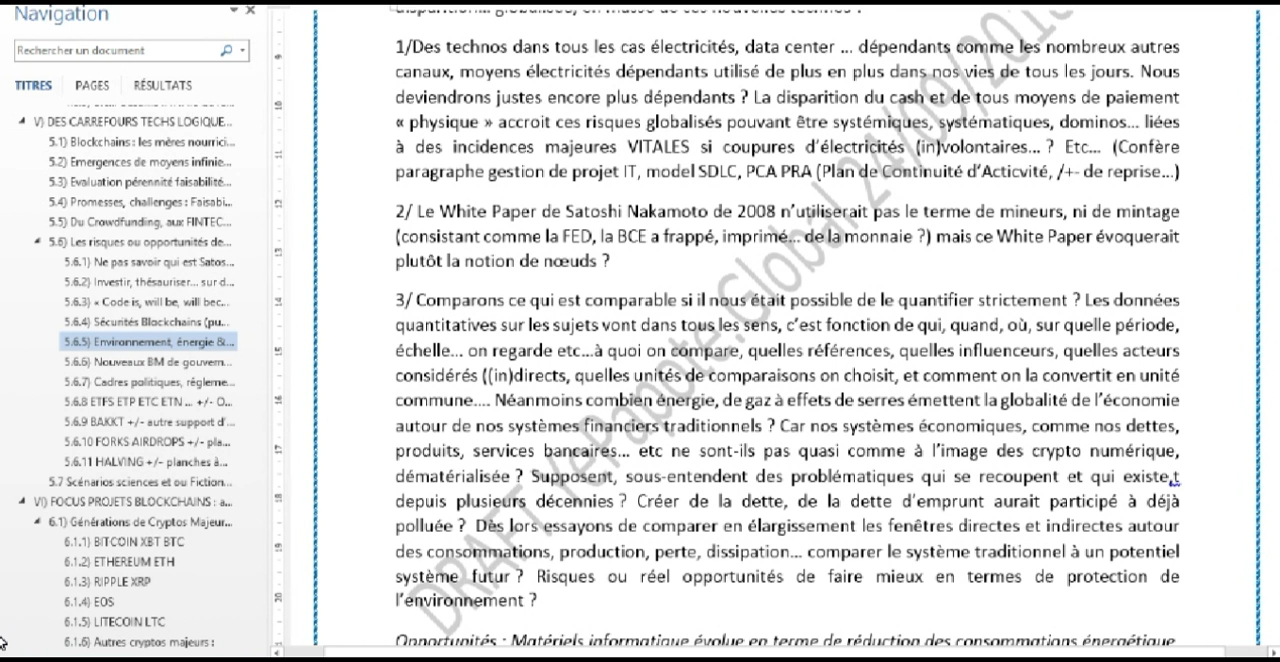 Navigation
Rechercher un document
TITRES PAGES RÉSULTATS
V) DES CARREFOURS TECHS LOGIQUE...
5.1) Blockchains : les mères nourrici...
5.2) Emergences de moyens infinie...
5.3) Evaluation pérennité faisabilité...
5.4) Promesses, challenges : Faisabi...
5.5) Du Crowdfunding, aux FINTEC...
5.6) Les risques ou opportunités de...
5.6.1) Ne pas savoir qui est Satos...
5.6.2) Investir, thésauriser... sur d...
5.6.3) « Code is, will be, will bec...
5.6.4) Sécurités Blockchains (pu...
5.6.5) Environnement, énergie &...
5.6.6) Nouveaux BM de gouvern...
5.6.7) Cadres politiques, régleme...
5.6.8 ETFS ETP ETC ETN ... +/- O...
5.6.9 BAKKT +/- autre support d'...
5.6.10 FORKS AIRDROPS +/- pla...
5.6.11 HALVING +/- planches à...
5.7 Scénarios sciences et ou Fiction...
VI) FOCUS PROJETS BLOCKCHAINS : a...
6.1) Générations de Cryptos Majeur...
6.1.1) BITCOIN XBT BTC
6.1.2) ETHEREUM ETH
6.1.3) RIPPLE XRP
6.1.4) EOS
6.1.5) LITECOIN LTC
6.1.6) Autres cryptos majeurs :
1/Des technos dans tous les cas électricités, data center ... dépendants comme les nombreux autres
canaux, moyens électricités dépendants utilisé de plus en plus dans nos vies de tous les jours. Nous
deviendrons justes encore plus dépendants ? La disparition du cash et de tous moyens de paiement
« physique » accroit ces risques globalisés pouvant être systémiques, systématiques, dominos... liées
à des incidences majeures VITALES si coupures d'électricités (in)volontaires... ? Etc... (Confère
paragraphe gestion de projet IT, model SDLC, PCA PRA (Plan de Continuité d'Acticvité, /+- de reprise...)
2/ Le White Paper de Satoshi Nakamoto de 2008 n'utiliserait pas le terme de mineurs, ni de mintage
(consistant comme la FED, la BCE a frappé, imprimé... de la monnaie ?) mais ce White Paper évoquerait
plutôt la notion de nœuds ?
3/ Comparons ce qui est comparable si il nous était possible de le quantifier strictement ? Les données
quantitatives sur les sujets vont dans tous les sens, c'est fonction de qui, quand, où, sur quelle période,
échelle... on regarde etc...à quoi on compare, quelles références, quelles influenceurs, quelles acteurs
considérés ((in)directs, quelles unités de comparaisons on choisit, et comment on la convertit en unité
commune.... Néanmoins combien énergie, de gaz à effets de serres émettent la globalité de l'économie
autour de nos systèmes financiers traditionnels ? Car nos systèmes économiques, comme nos dettes,
produits, services bancaires... etc ne sont-ils pas quasi comme à l'image des crypto numérique,
dématérialisée ? Supposent, sous-entendent des problématiques qui se recoupent et qui existe,t
depuis plusieurs décennies ? Créer de la dette, de la dette d'emprunt aurait participé à déjà
polluée ? Dès lors essayons de comparer en élargissement les fenêtres directes et indirectes autour
des consommations, production, perte, dissipation... comparer le système traditionnel à un potentiel
système futur ? Risques ou réel opportunités de faire mieux en termes de protection de
l'environnement ?
Opportunités : Matériels informatique évolue en terme de réduction des consommations énergétique